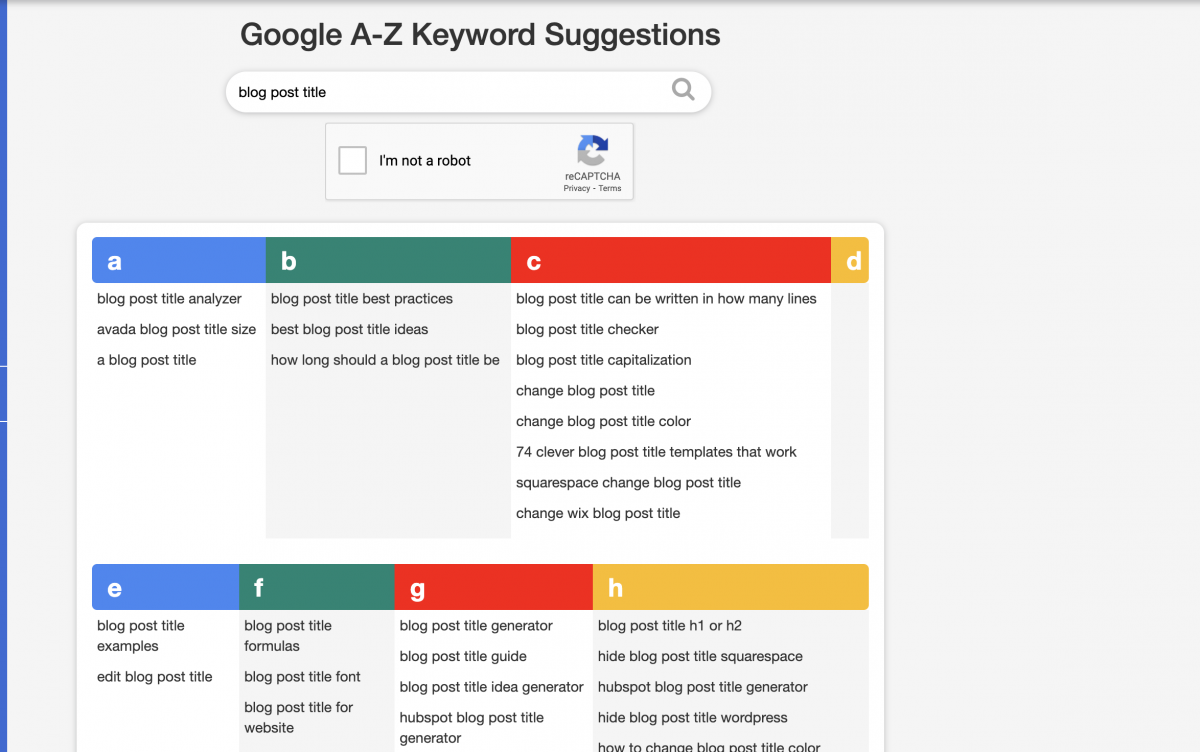 Google A-Z Keyword Suggestions
blog post title
I'm not a robot
reCAPTCHA
Privacy - Terms
a
blog post title analyzer
avada blog post title size
a blog post title
b
blog post title best practices
best blog post title ideas
how long should a blog post title be
c
blog post title can be written in how many lines
blog post title checker
blog post title capitalization
change blog post title
change blog post title color
74 clever blog post title templates that work
squarespace change blog post title
change wix blog post title
d
e
blog post title
examples
edit blog post title
f
blog post title
formulas
blog post title font
blog post title for
website
g
blog post title generator
blog post title guide
blog post title idea generator
hubspot blog post title
generator
h
blog post title h1 or h2
hide blog post title squarespace
hubspot blog post title generator
hide blog post title wordpress
how to change blog post title color